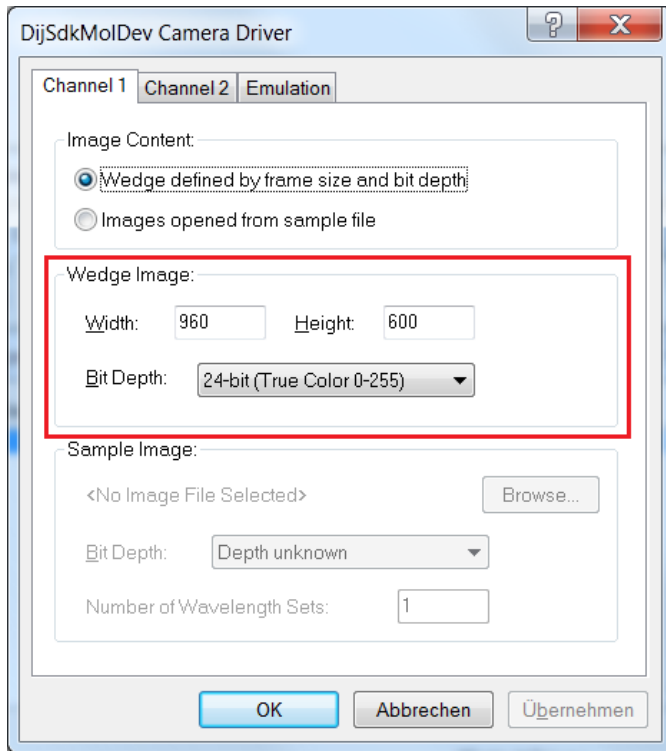 DijSdkMolDev Camera Driver
Channel 1 Channel 2 Emulation
Image Content:
Wedge defined by frame size and bit depth
Images opened from sample file
Wedge Image:
Width: 960 Height: 600
Bit Depth: 24-bit (True Color 0-255)
Sample Image:
<No Image File Selected> Browse...
Bit Depth: Depth unknown
Number of Wavelength Sets: 1
OK Abbrechen Übernehmen